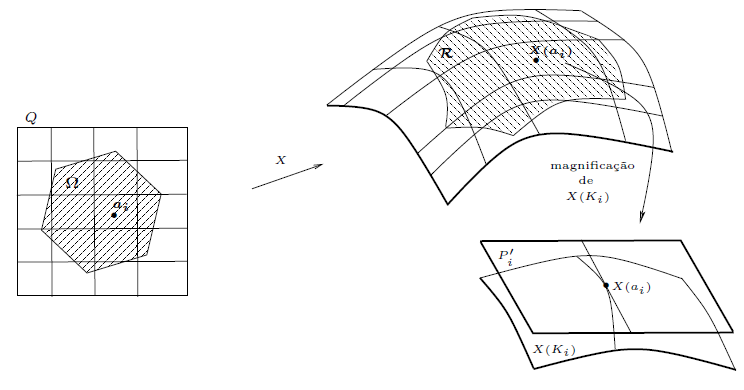 Q
Ω
a_i
X
R
X(a_i)
magnificação
de
X(K_i)
P'_i
X(a_i)
X(K_i)